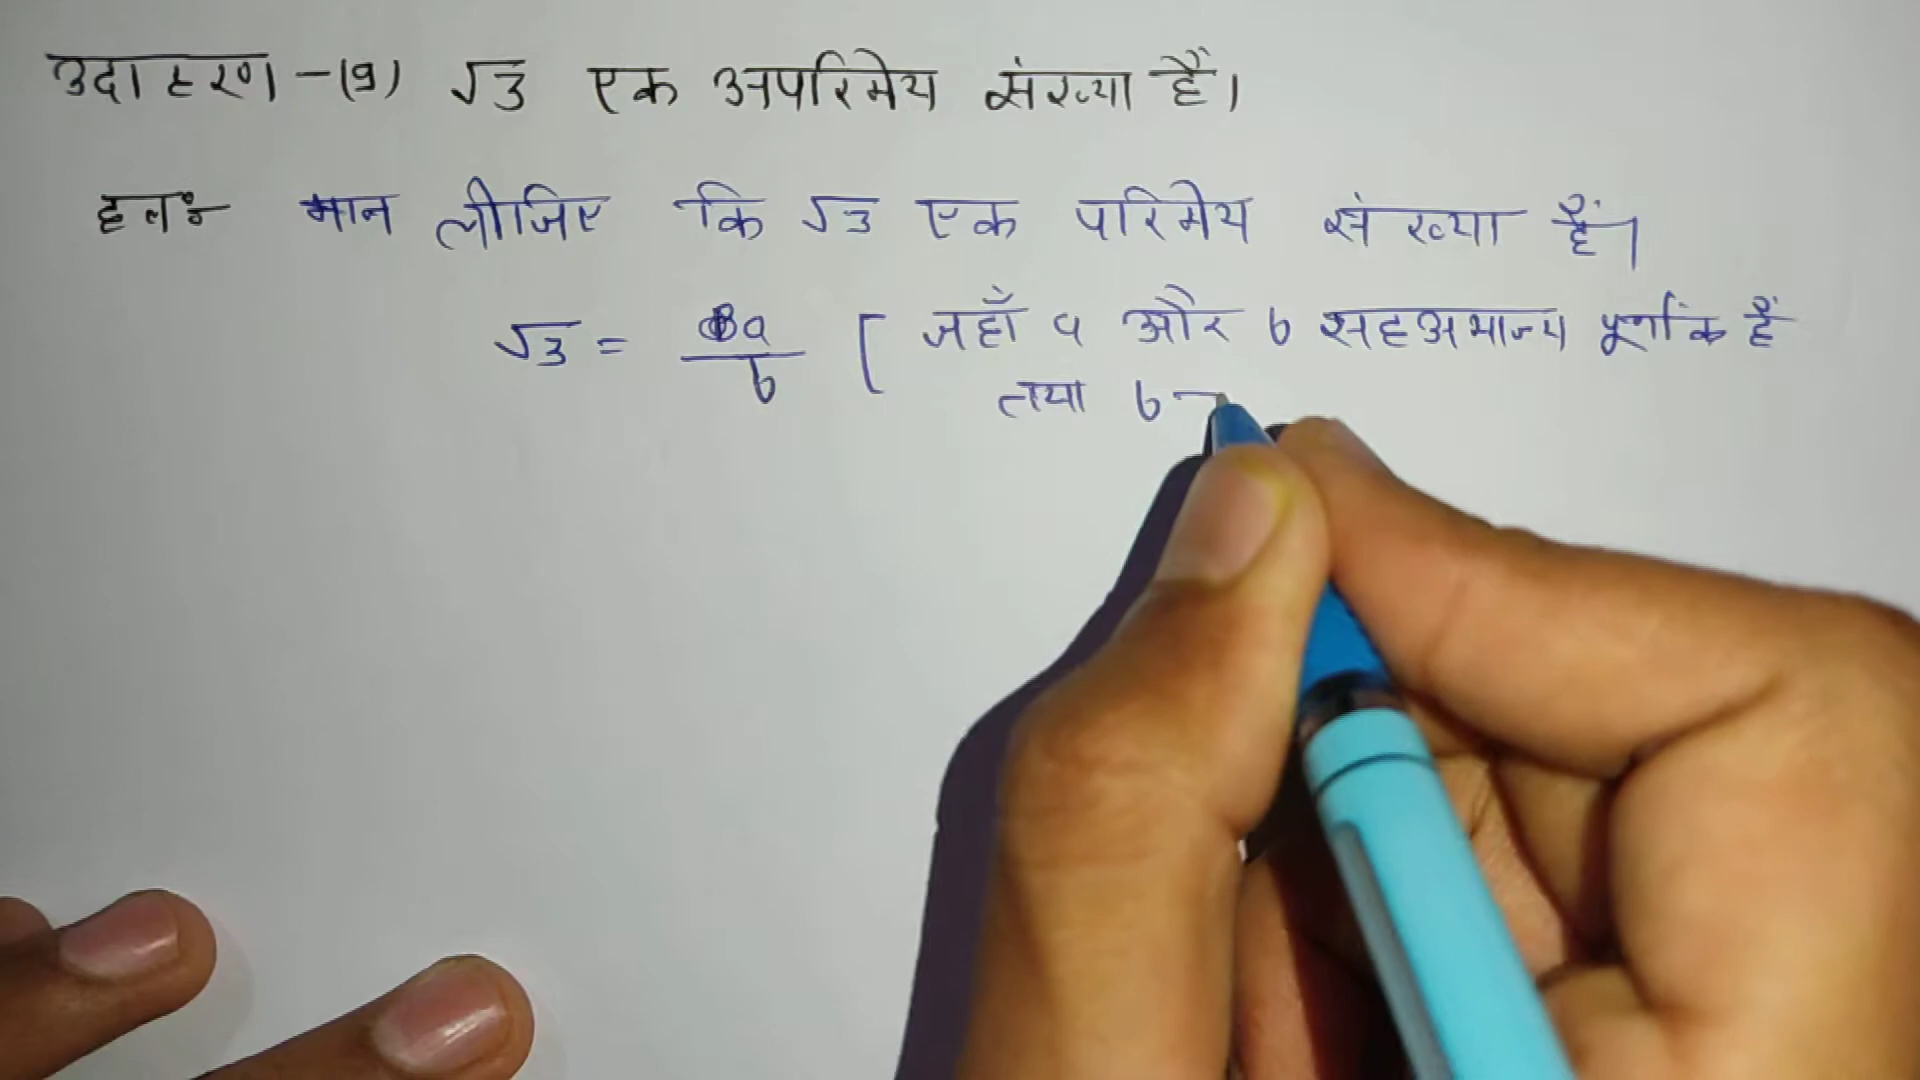 उदाहरण -(9) √3 एक अपरिमेय संख्या है।
हलः- मान लीजिए कि √3 एक परिमेय संख्या है।
√3 = a/b [ जहाँ a और b सहअभाज्य पूर्णांक हैं
तथा b